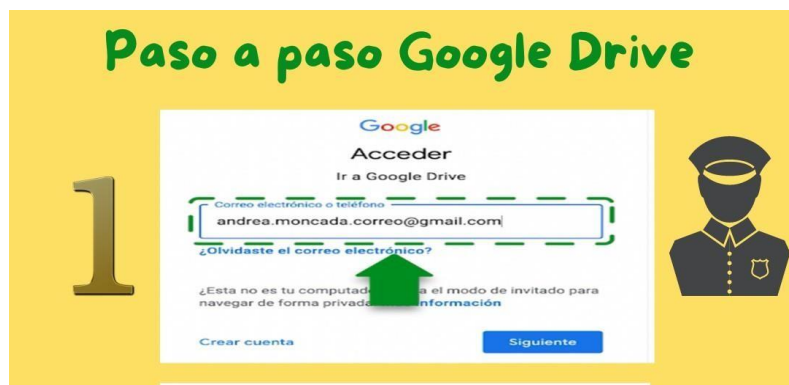 Paso a paso Google Drive
1
Google
Acceder
Ir a Google Drive
Correo electrónico o teléfono
andrea.moncada.correo@gmail.com
¿Olvidaste el correo electrónico?
¿Esta no es tu computad a el modo de invitado para
navegar de forma privada información
Crear cuenta
Siguiente